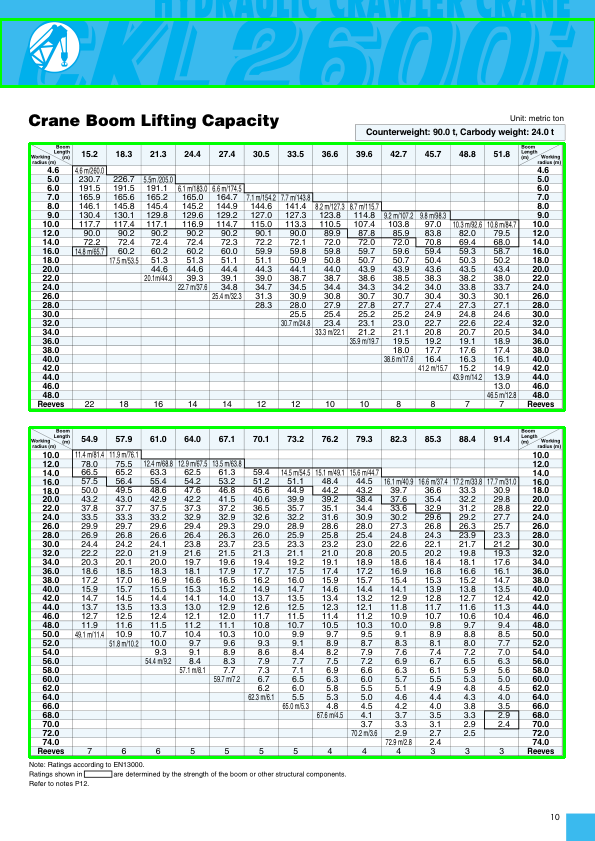 HYDRAULIC CRAWLER CRANE
CKL2600i
Crane Boom Lifting Capacity
Unit: metric ton
Counterweight: 90.0 t, Carbody weight: 24.0 t
Boom Length (m) Working radius (m) 15.2 18.3 21.3 24.4 27.4 30.5 33.5 36.6 39.6 42.7 45.7 48.8 51.8 Boom Length (m) Working radius (m)
4.6 4.6 m/260.0 4.6
5.0 230.7 226.7 5.5m/205.0 5.0
6.0 191.5 191.5 191.1 6.1 m/183.0 6.6 m/174.5 6.0
7.0 165.9 165.6 165.2 165.0 164.7 7.1 m/154.2 7.7 m/143.8 7.0
8.0 146.1 145.8 145.4 145.2 144.9 144.6 141.4 8.2 m/127.3 8.7 m/115.7 8.0
9.0 130.4 130.1 129.8 129.6 129.2 127.0 127.3 123.8 114.8 9.2 m/107.2 9.8 m/98.3 9.0
10.0 117.7 117.4 117.1 116.9 114.7 115.0 113.3 110.5 107.4 103.8 97.0 10.3 m/92.6 10.8 m/84.7 10.0
12.0 90.0 90.2 90.2 90.2 90.1 90.1 90.0 89.9 87.8 85.9 83.8 82.0 79.5 12.0
14.0 72.2 72.4 72.4 72.4 72.3 72.2 72.1 72.0 72.0 72.0 70.8 69.4 68.0 14.0
16.0 14.8 m/65.7 60.2 60.2 60.2 60.0 59.9 59.8 59.8 59.7 59.6 59.4 59.3 58.7 16.0
18.0 17.5 m/53.5 51.3 51.3 51.1 51.1 50.9 50.8 50.7 50.7 50.4 50.3 50.2 18.0
20.0 44.6 44.6 44.4 44.3 44.1 44.0 43.9 43.9 43.6 43.5 43.4 20.0
22.0 20.1m/44.3 39.3 39.1 39.0 38.7 38.7 38.6 38.5 38.3 38.2 38.0 22.0
24.0 22.7 m/37.6 34.8 34.7 34.5 34.4 34.3 34.2 34.0 33.8 33.7 24.0
26.0 25.4 m/32.3 31.3 30.9 30.8 30.7 30.7 30.4 30.3 30.1 26.0
28.0 28.3 28.0 27.9 27.8 27.7 27.4 27.3 27.1 28.0
30.0 25.5 25.4 25.2 25.2 24.9 24.8 24.6 30.0
32.0 30.7 m/24.8 23.4 23.1 23.0 22.7 22.6 22.4 32.0
34.0 33.3 m/22.1 21.2 21.1 20.8 20.7 20.5 34.0
36.0 35.9 m/19.7 19.5 19.2 19.1 18.9 36.0
38.0 18.0 17.7 17.6 17.4 38.0
40.0 38.6 m/17.6 16.4 16.3 16.1 40.0
42.0 41.2 m/15.7 15.2 14.9 42.0
44.0 43.9 m/14.2 13.9 44.0
46.0 13.0 46.0
48.0 46.5 m/12.8 48.0
Reeves 22 18 16 14 14 12 12 10 10 8 8 7 7 Reeves
Boom Length (m) Working radius (m) 54.9 57.9 61.0 64.0 67.1 70.1 73.2 76.2 79.3 82.3 85.3 88.4 91.4 Boom Length (m) Working radius (m)
10.0 11.4 m/81.4 11.9 m/76.1 10.0
12.0 78.0 75.5 12.4 m/68.8 12.9 m/67.5 13.5 m/63.8 12.0
14.0 66.5 65.2 63.3 62.5 61.3 59.4 14.5 m/54.5 15.1 m/49.1 15.6 m/44.7 14.0
16.0 57.5 56.4 55.4 54.2 53.2 51.2 51.1 48.4 44.5 16.1 m/40.9 16.6 m/37.4 17.2 m/33.8 17.7 m/31.0 16.0
18.0 50.0 49.5 48.6 47.6 46.8 45.6 44.9 44.2 43.2 39.7 36.6 33.3 30.9 18.0
20.0 43.2 43.0 42.9 42.2 41.5 40.6 39.9 39.2 38.4 37.6 35.4 32.2 29.8 20.0
22.0 37.8 37.7 37.5 37.3 37.2 36.5 35.7 35.1 34.4 33.6 32.9 31.2 28.8 22.0
24.0 33.5 33.3 33.2 32.9 32.9 32.6 32.2 31.6 30.9 30.2 29.6 29.2 27.7 24.0
26.0 29.9 29.7 29.6 29.4 29.3 29.0 28.9 28.6 28.0 27.3 26.8 26.3 25.7 26.0
28.0 26.9 26.8 26.6 26.4 26.3 26.0 25.9 25.8 25.4 24.8 24.3 23.9 23.3 28.0
30.0 24.4 24.2 24.1 23.8 23.7 23.5 23.3 23.2 23.0 22.6 22.1 21.7 21.2 30.0
32.0 22.2 22.0 21.9 21.6 21.5 21.3 21.1 21.0 20.8 20.5 20.2 19.8 19.3 32.0
34.0 20.3 20.1 20.0 19.7 19.6 19.4 19.2 19.1 18.9 18.6 18.4 18.1 17.6 34.0
36.0 18.6 18.5 18.3 18.1 17.9 17.7 17.5 17.4 17.2 16.9 16.8 16.6 16.1 36.0
38.0 17.2 17.0 16.9 16.6 16.5 16.2 16.0 15.9 15.7 15.4 15.3 15.2 14.7 38.0
40.0 15.9 15.7 15.5 15.3 15.2 14.9 14.7 14.6 14.4 14.1 13.9 13.8 13.5 40.0
42.0 14.7 14.5 14.4 14.1 14.0 13.7 13.5 13.4 13.2 12.9 12.8 12.7 12.4 42.0
44.0 13.7 13.5 13.3 13.0 12.9 12.6 12.5 12.3 12.1 11.8 11.7 11.6 11.3 44.0
46.0 12.7 12.5 12.4 12.1 12.0 11.7 11.5 11.4 11.2 10.9 10.7 10.6 10.4 46.0
48.0 11.9 11.6 11.5 11.2 11.1 10.8 10.7 10.5 10.3 10.0 9.8 9.7 9.4 48.0
50.0 49.1 m/11.4 10.9 10.7 10.4 10.3 10.0 9.9 9.7 9.5 9.1 8.9 8.8 8.5 50.0
52.0 51.8 m/10.2 10.0 9.7 9.6 9.3 9.1 8.9 8.7 8.3 8.1 8.0 7.7 52.0
54.0 9.3 9.1 8.9 8.6 8.4 8.2 7.9 7.6 7.4 7.2 7.0 54.0
56.0 54.4 m/9.2 8.4 8.3 7.9 7.7 7.5 7.2 6.9 6.7 6.5 6.3 56.0
58.0 57.1 m/8.1 7.7 7.3 7.1 6.9 6.6 6.3 6.1 5.9 5.6 58.0
60.0 59.7 m/7.2 6.7 6.5 6.3 6.0 5.7 5.5 5.3 5.0 60.0
62.0 6.2 6.0 5.8 5.5 5.1 4.9 4.8 4.5 62.0
64.0 62.3 m/6.1 5.5 5.3 5.0 4.6 4.4 4.3 4.0 64.0
66.0 65.0 m/5.3 4.8 4.5 4.2 4.0 3.8 3.5 66.0
68.0 67.6 m/4.5 4.1 3.7 3.5 3.3 2.9 68.0
70.0 3.7 3.3 3.1 2.9 2.4 70.0
72.0 70.2 m/3.6 2.9 2.7 2.5 72.0
74.0 72.9 m/2.8 2.4 74.0
Reeves 7 6 6 5 5 5 5 4 4 4 3 3 3 Reeves
Note: Ratings according to EN13000.
Ratings shown in are determined by the strength of the boom or other structural components.
Refer to notes P12.
10